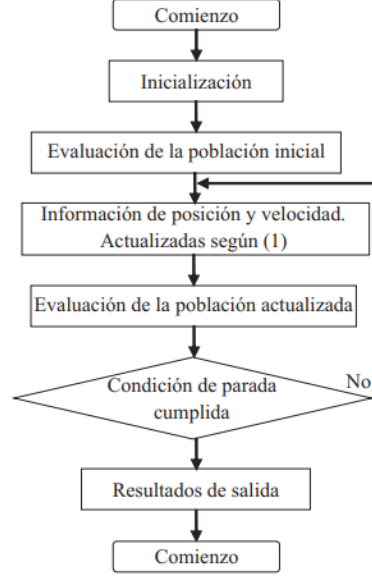 Comienzo
Inicialización
Evaluación de la población inicial
Información de posición y velocidad.
Actualizadas según (1)
Evaluación de la población actualizada
Condición de parada
No
cumplida
Resultados de salida
Comienzo